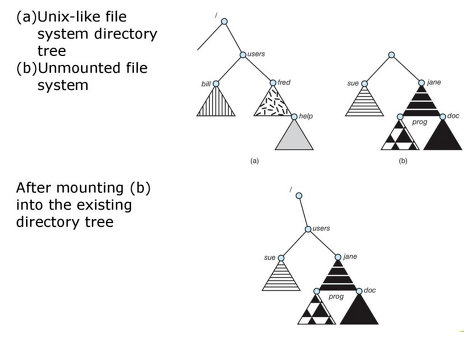 (a)Unix-like file
system directory
tree
(b)Unmounted file
system
/
users
bill
fred
help
(a)
sue
jane
prog
doc
(b)
After mounting (b)
into the existing
directory tree
/
users
sue
jane
prog
doc